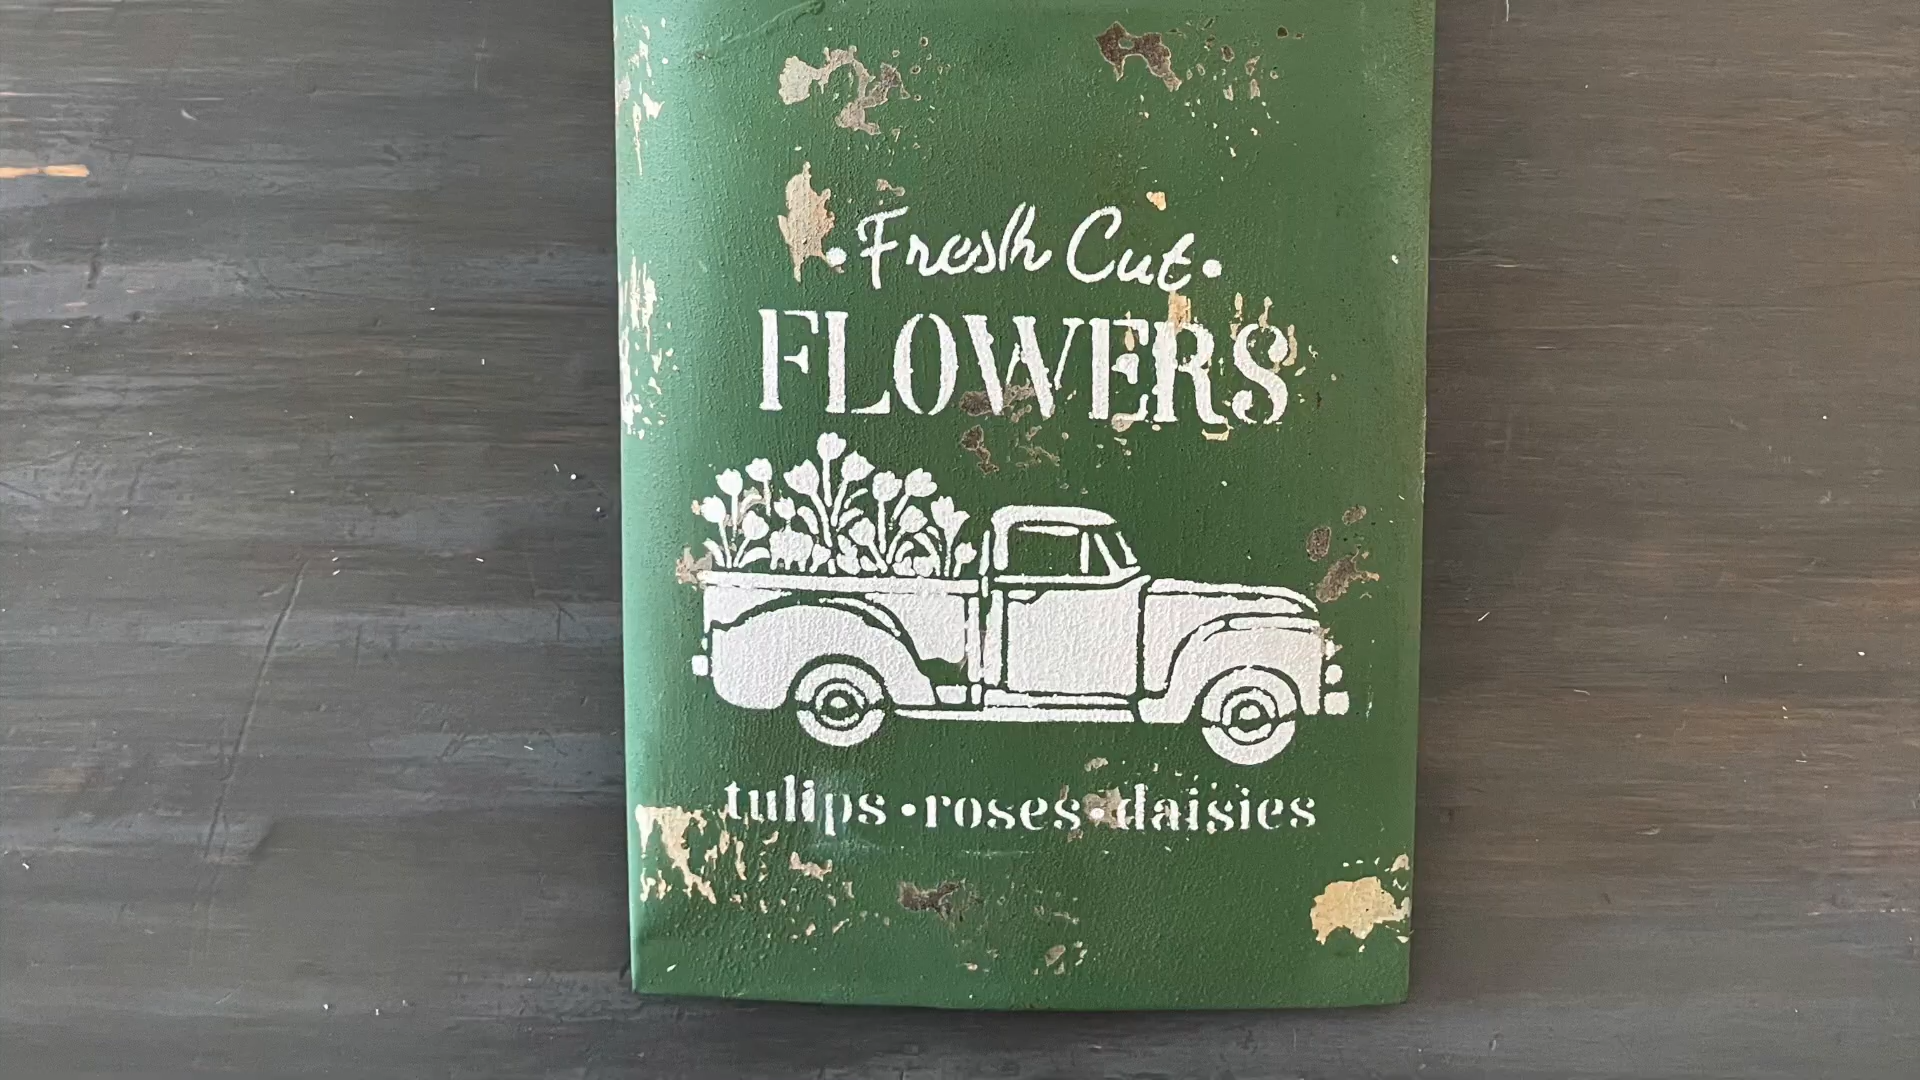 • Fresh Cut •
FLOWERS
tulips • roses • daisies